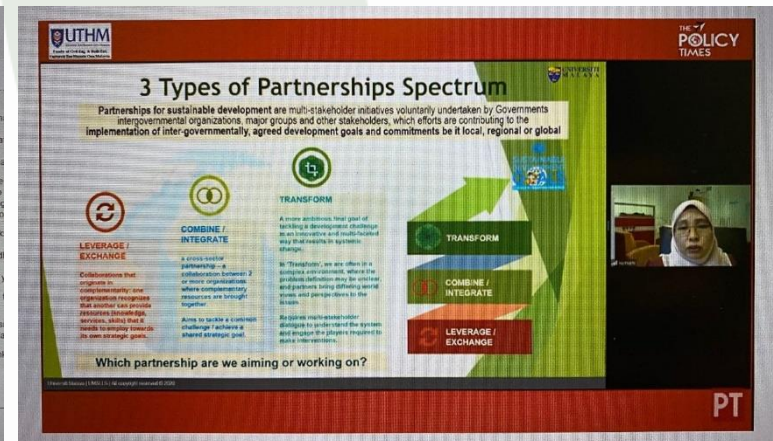 UTHM
THE
POLICY
TIMES
UNIVERSITI
MALAYA
3 Types of Partnerships Spectrum
Partnerships for sustainable development are multi-stakeholder initiatives voluntarily undertaken by Governments
intergovernmental organizations, major groups and other stakeholders, which efforts are contributing to the
implementation of inter-governmentally, agreed development goals and commitments be it local, regional or global
LEVERAGE /
EXCHANGE
Collaborations that
originate in
complementarity: one
organization recognizes
that another can provide
resources (knowledge,
services, skills) that it
needs to employ towards
its own strategic goals.
COMBINE /
INTEGRATE
a cross-sector
partnership – a
collaboration between 2
or more organizations
where complementary
resources are brought
together.
Aims to tackle a common
challenge / achieve a
shared strategic goal.
TRANSFORM
A more ambitious final goal of
tackling a development challenge
in an innovative and multi-faceted
way that results in systemic
change.
In 'Transform', we are often in a
complex environment, where the
problem definition may be unclear,
and partners bring differing world
views and perspectives to the
issues.
Requires multi-stakeholder
dialogue to understand the system
and engage the players required to
make interventions.
SUSTAINABLE
DEVELOPMENT
TRANSFORM
COMBINE /
INTEGRATE
LEVERAGE /
EXCHANGE
Which partnership are we aiming or working on?
All copyright reserved © 2020
PT